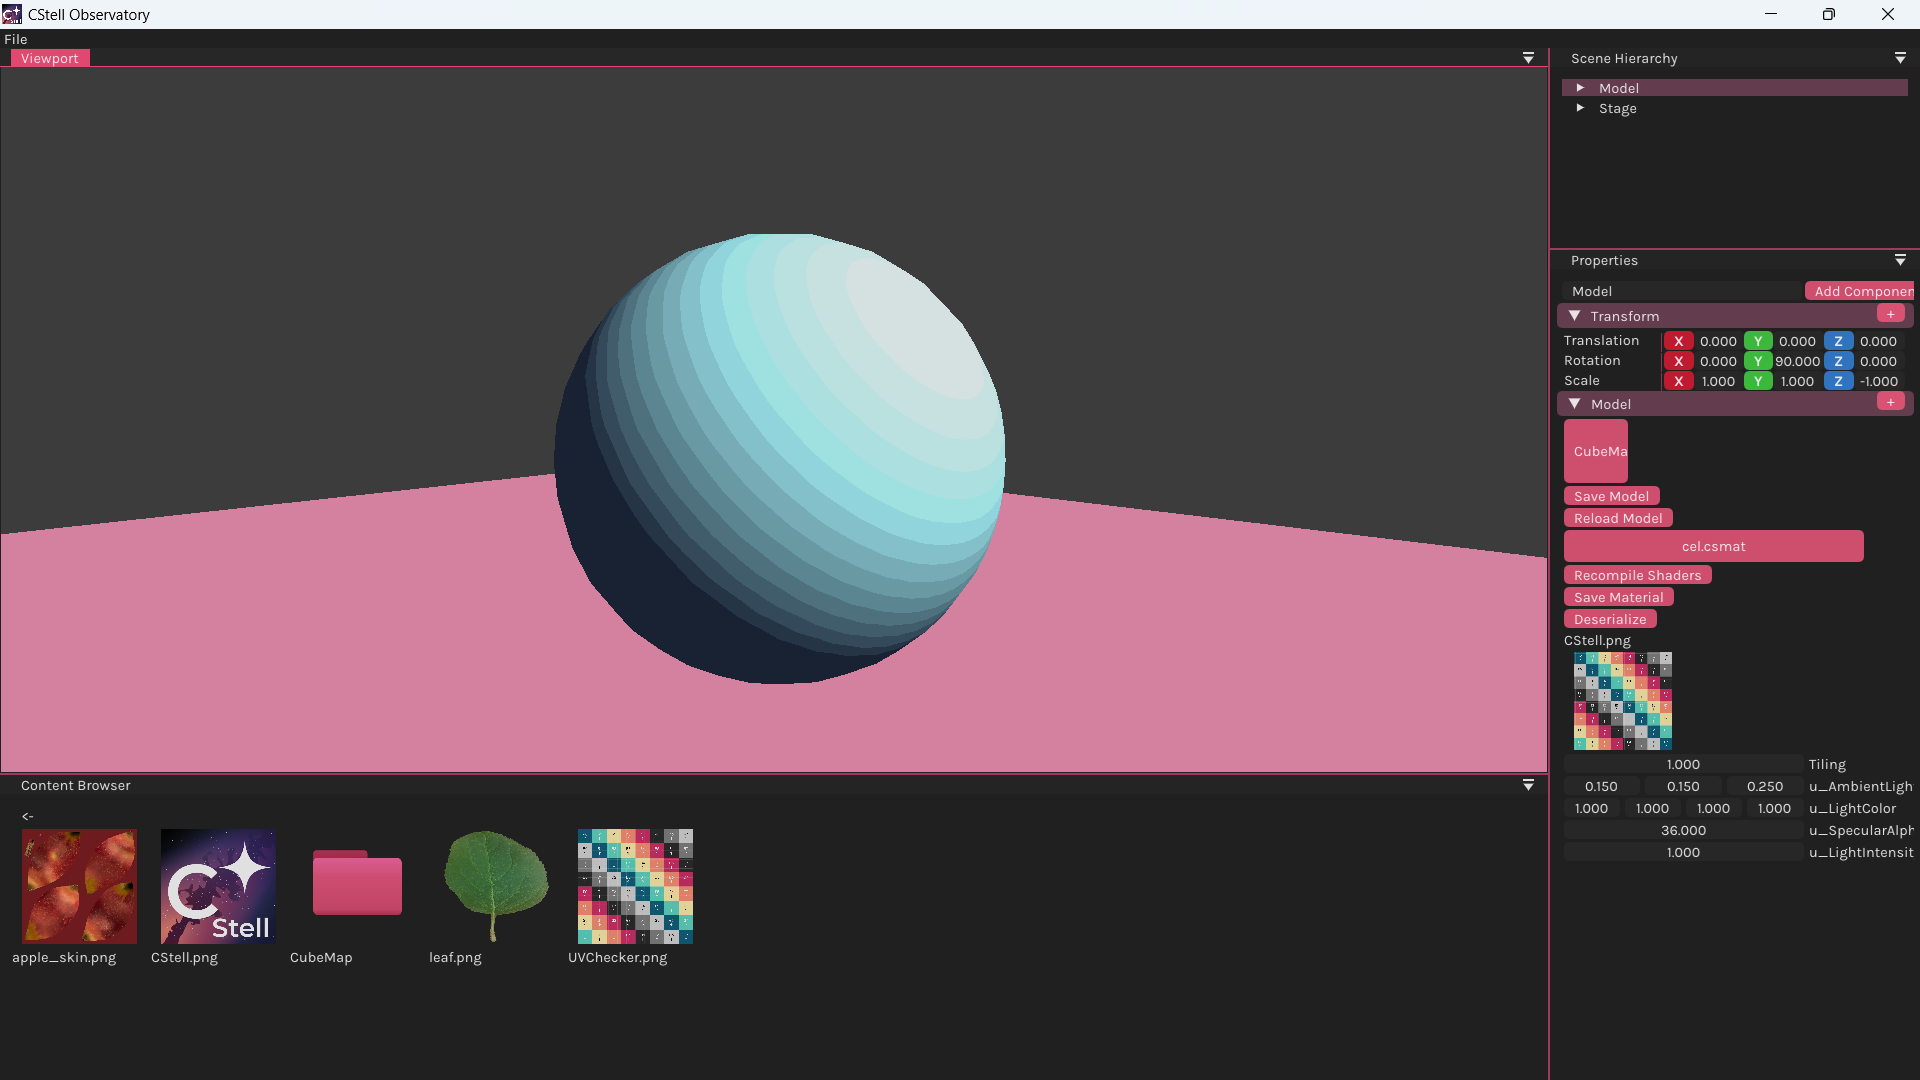 CStell Observatory
File
Viewport
Scene Hierarchy
Model
Stage
Properties
Model
Add Componen
Transform
+
Translation X 0.000 Y 0.000 Z 0.000
Rotation X 0.000 Y 90.000 Z 0.000
Scale X 1.000 Y 1.000 Z -1.000
Model
+
CubeMa
Save Model
Reload Model
cel.csmat
Recompile Shaders
Save Material
Deserialize
CStell.png
1.000 Tiling
0.150 0.150 0.250 u_AmbientLigh
1.000 1.000 1.000 1.000 u_LightColor
36.000 u_SpecularAlph
1.000 u_LightIntensit
Content Browser
<-
C
Stell
apple_skin.png
CStell.png
CubeMap
leaf.png
UVChecker.png